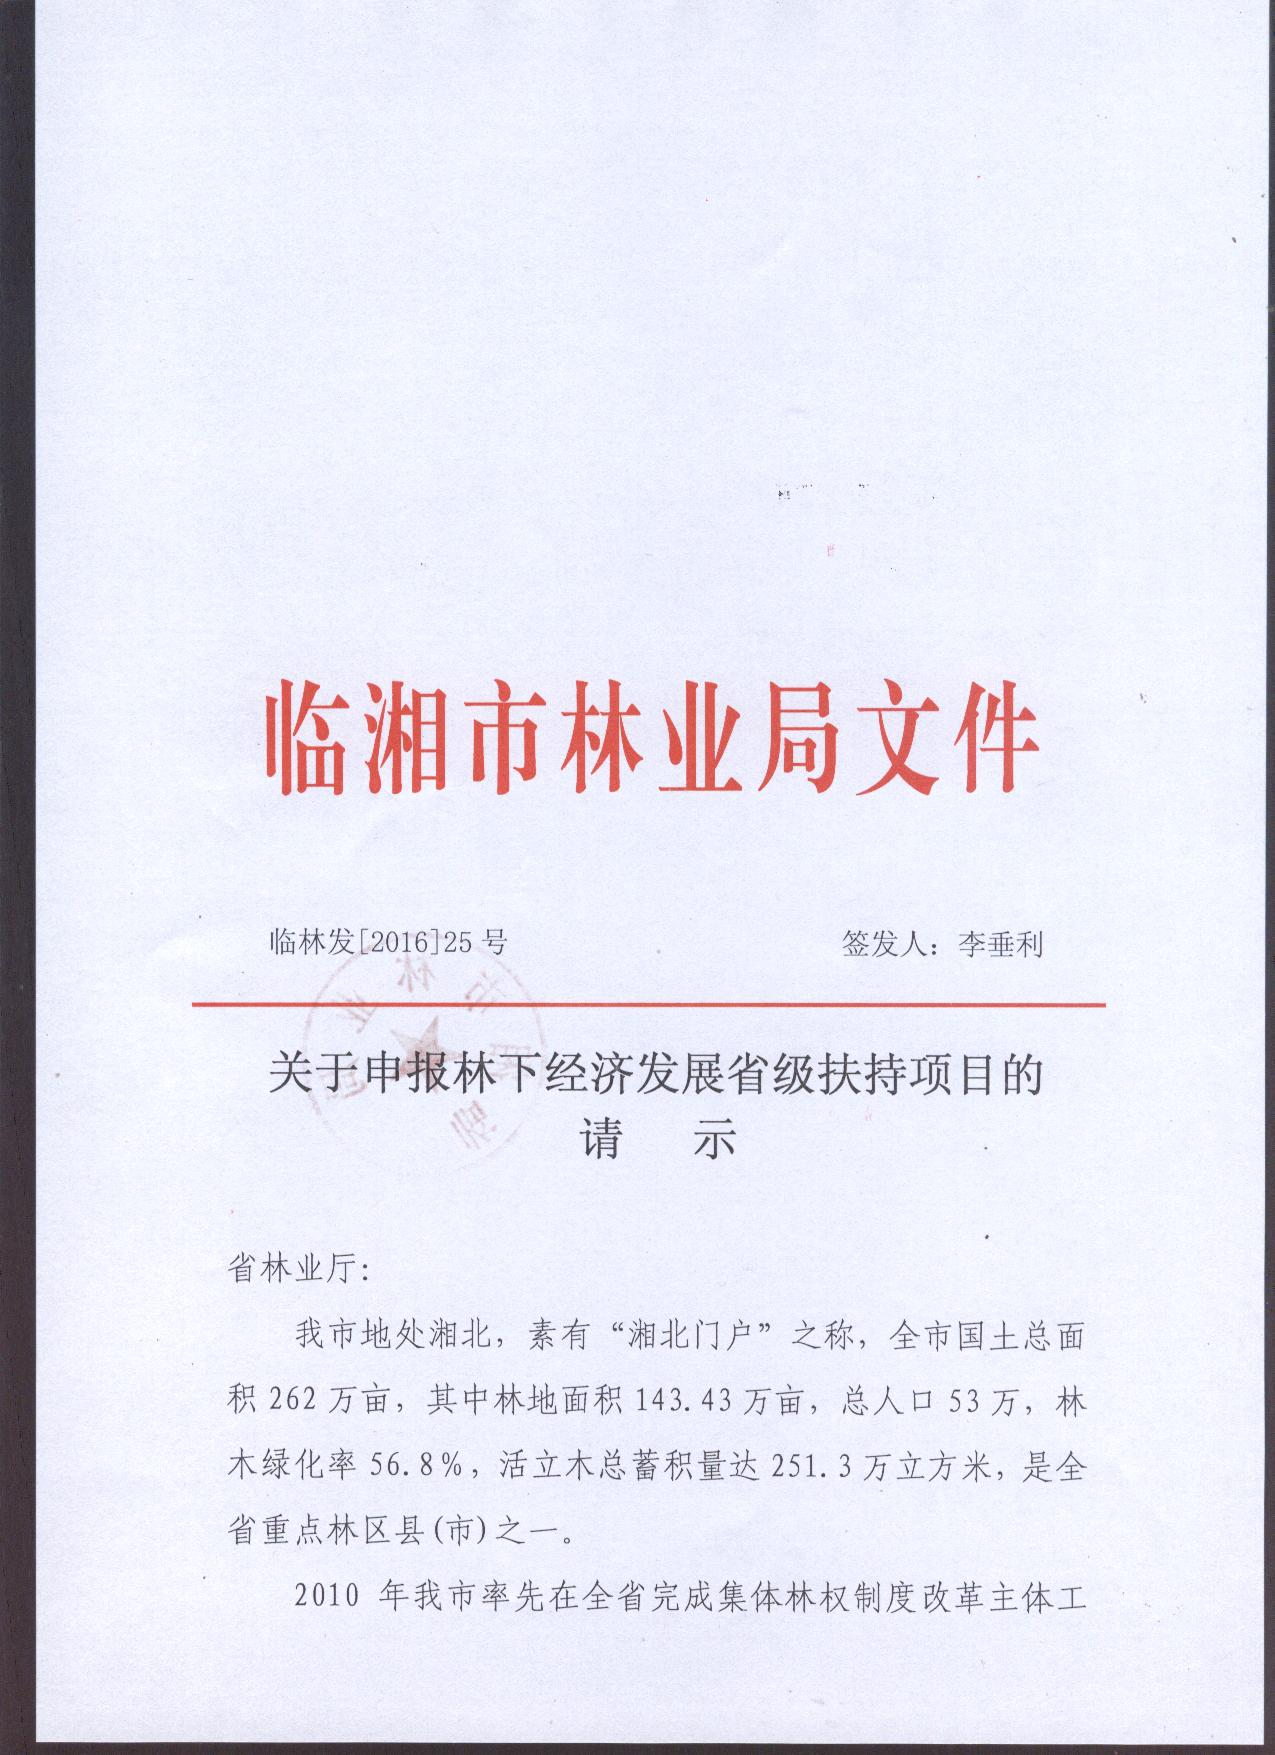 临湘市林业局文件
临林发[2016]25号 签发人：李垂利
关于申报林下经济发展省级扶持项目的
请 示
省林业厅：
我市地处湘北，素有“湘北门户”之称，全市国土总面
积262万亩，其中林地面积143.43万亩，总人口53万，林
木绿化率56.8%，活立木总蓄积量达251.3万立方米，是全
省重点林区县(市)之一。
2010 年我市率先在全省完成集体林权制度改革主体工